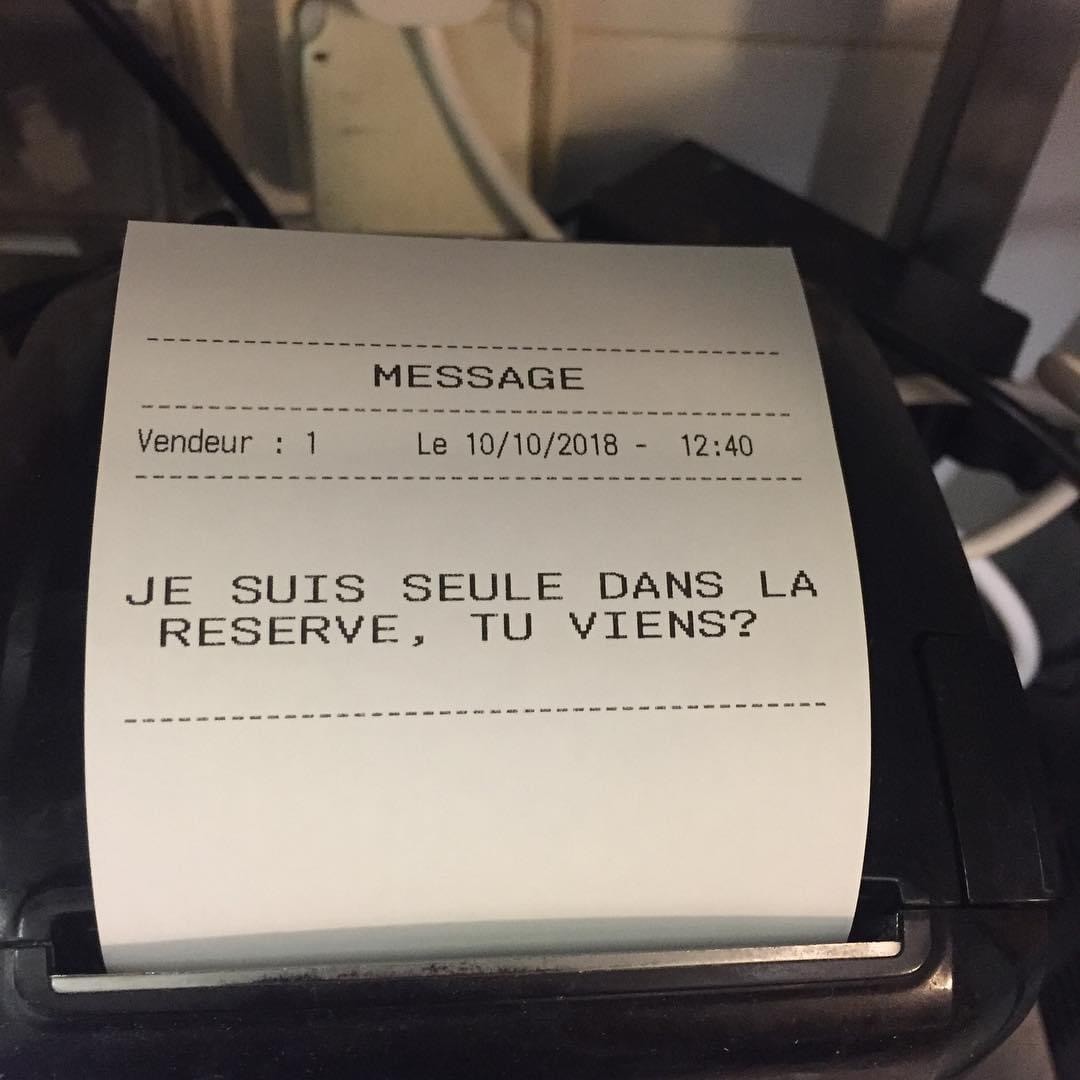 MESSAGE
Vendeur : 1 Le 10/10/2018 - 12:40
JE SUIS SEULE DANS LA
RESERVE, TU VIENS?